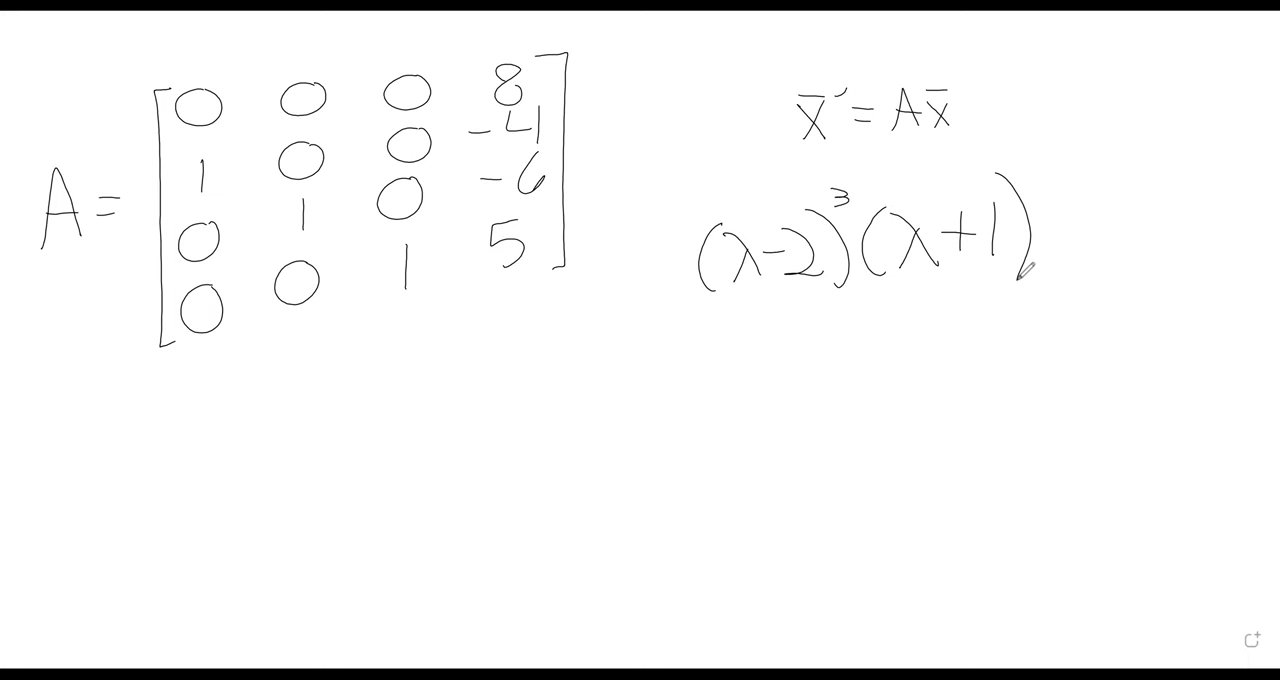 A = [ 0 0 0 8
1 0 0 -4
0 1 0 -6
0 0 1 5 ]
x̄′ = Ax̄
(λ-2)³(λ+1)